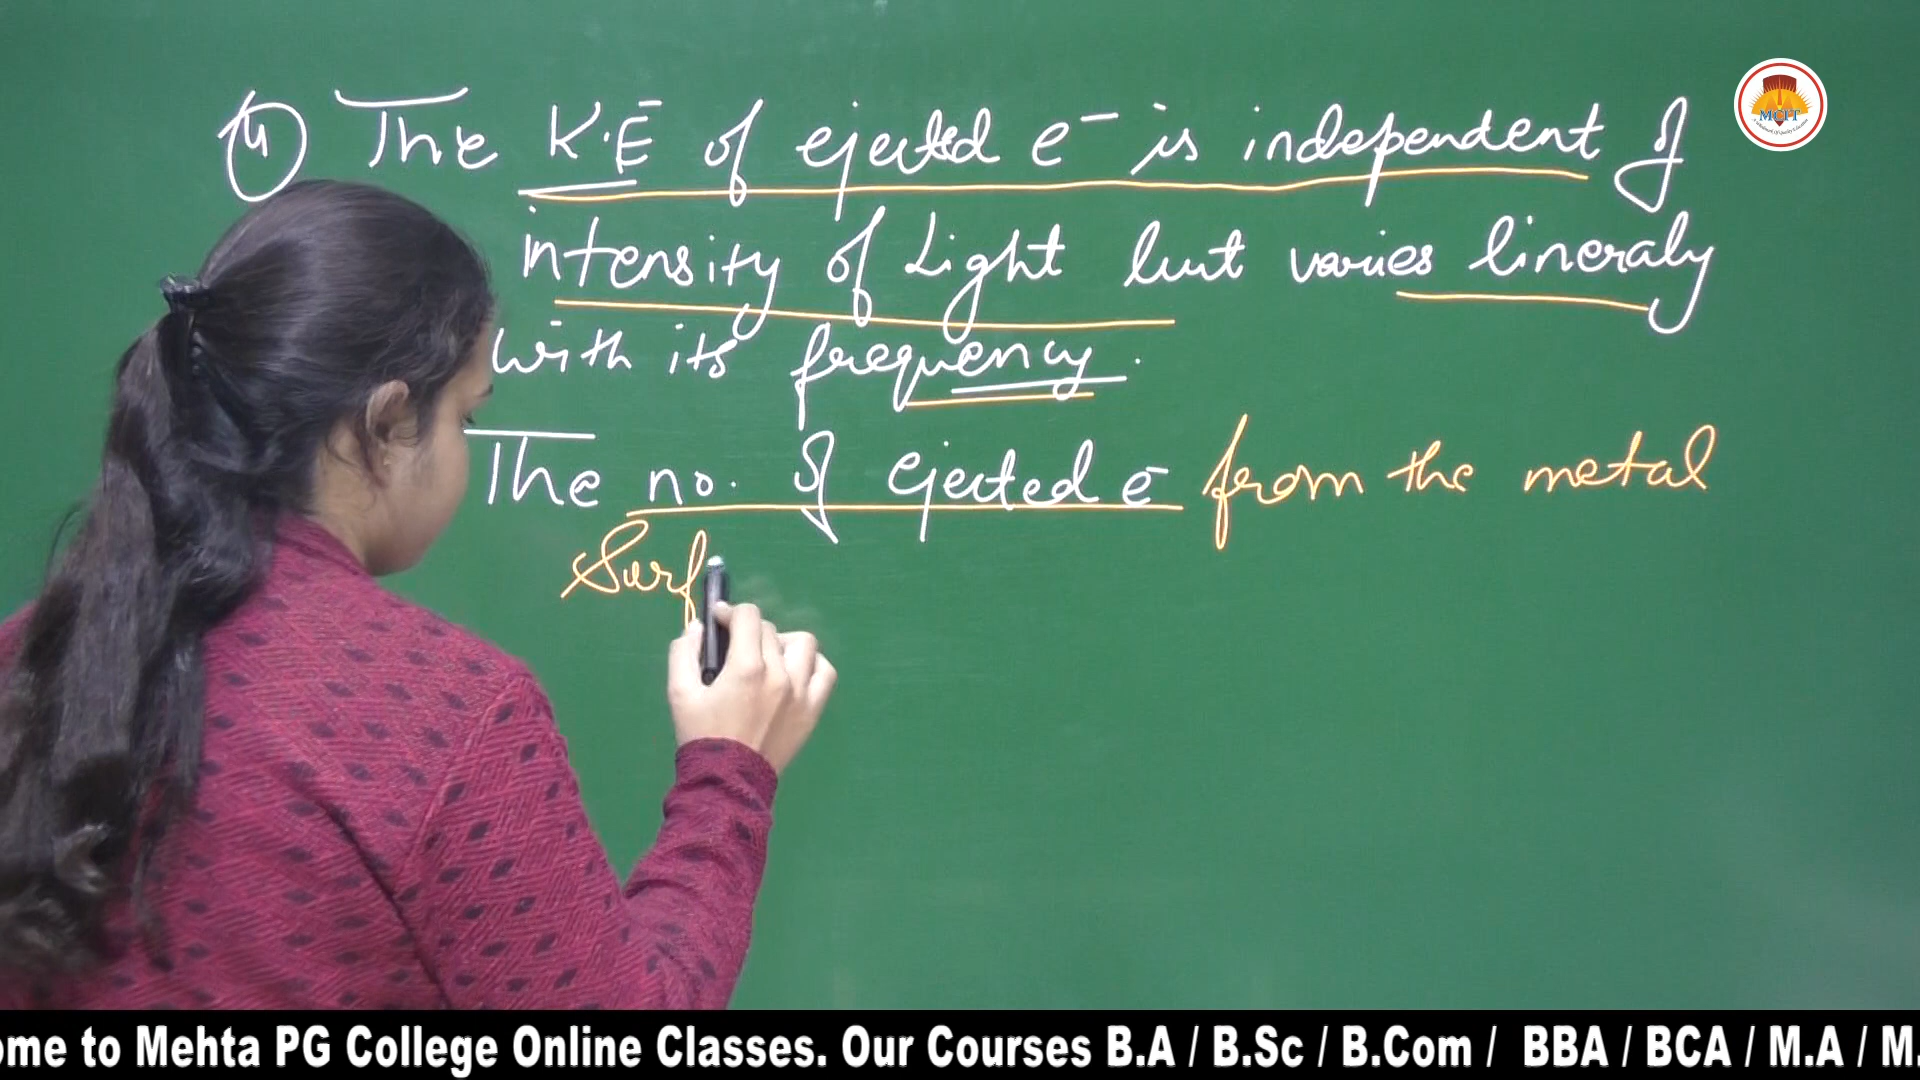 4 The K.E of ejected e⁻ is independent of
intensity of Light but varies lineraly
with its frequency.
The no. of ejected e⁻ from the metal
Surf
MCIT
ome to Mehta PG College Online Classes. Our Courses B.A / B.Sc / B.Com / BBA / BCA / M.A / M.